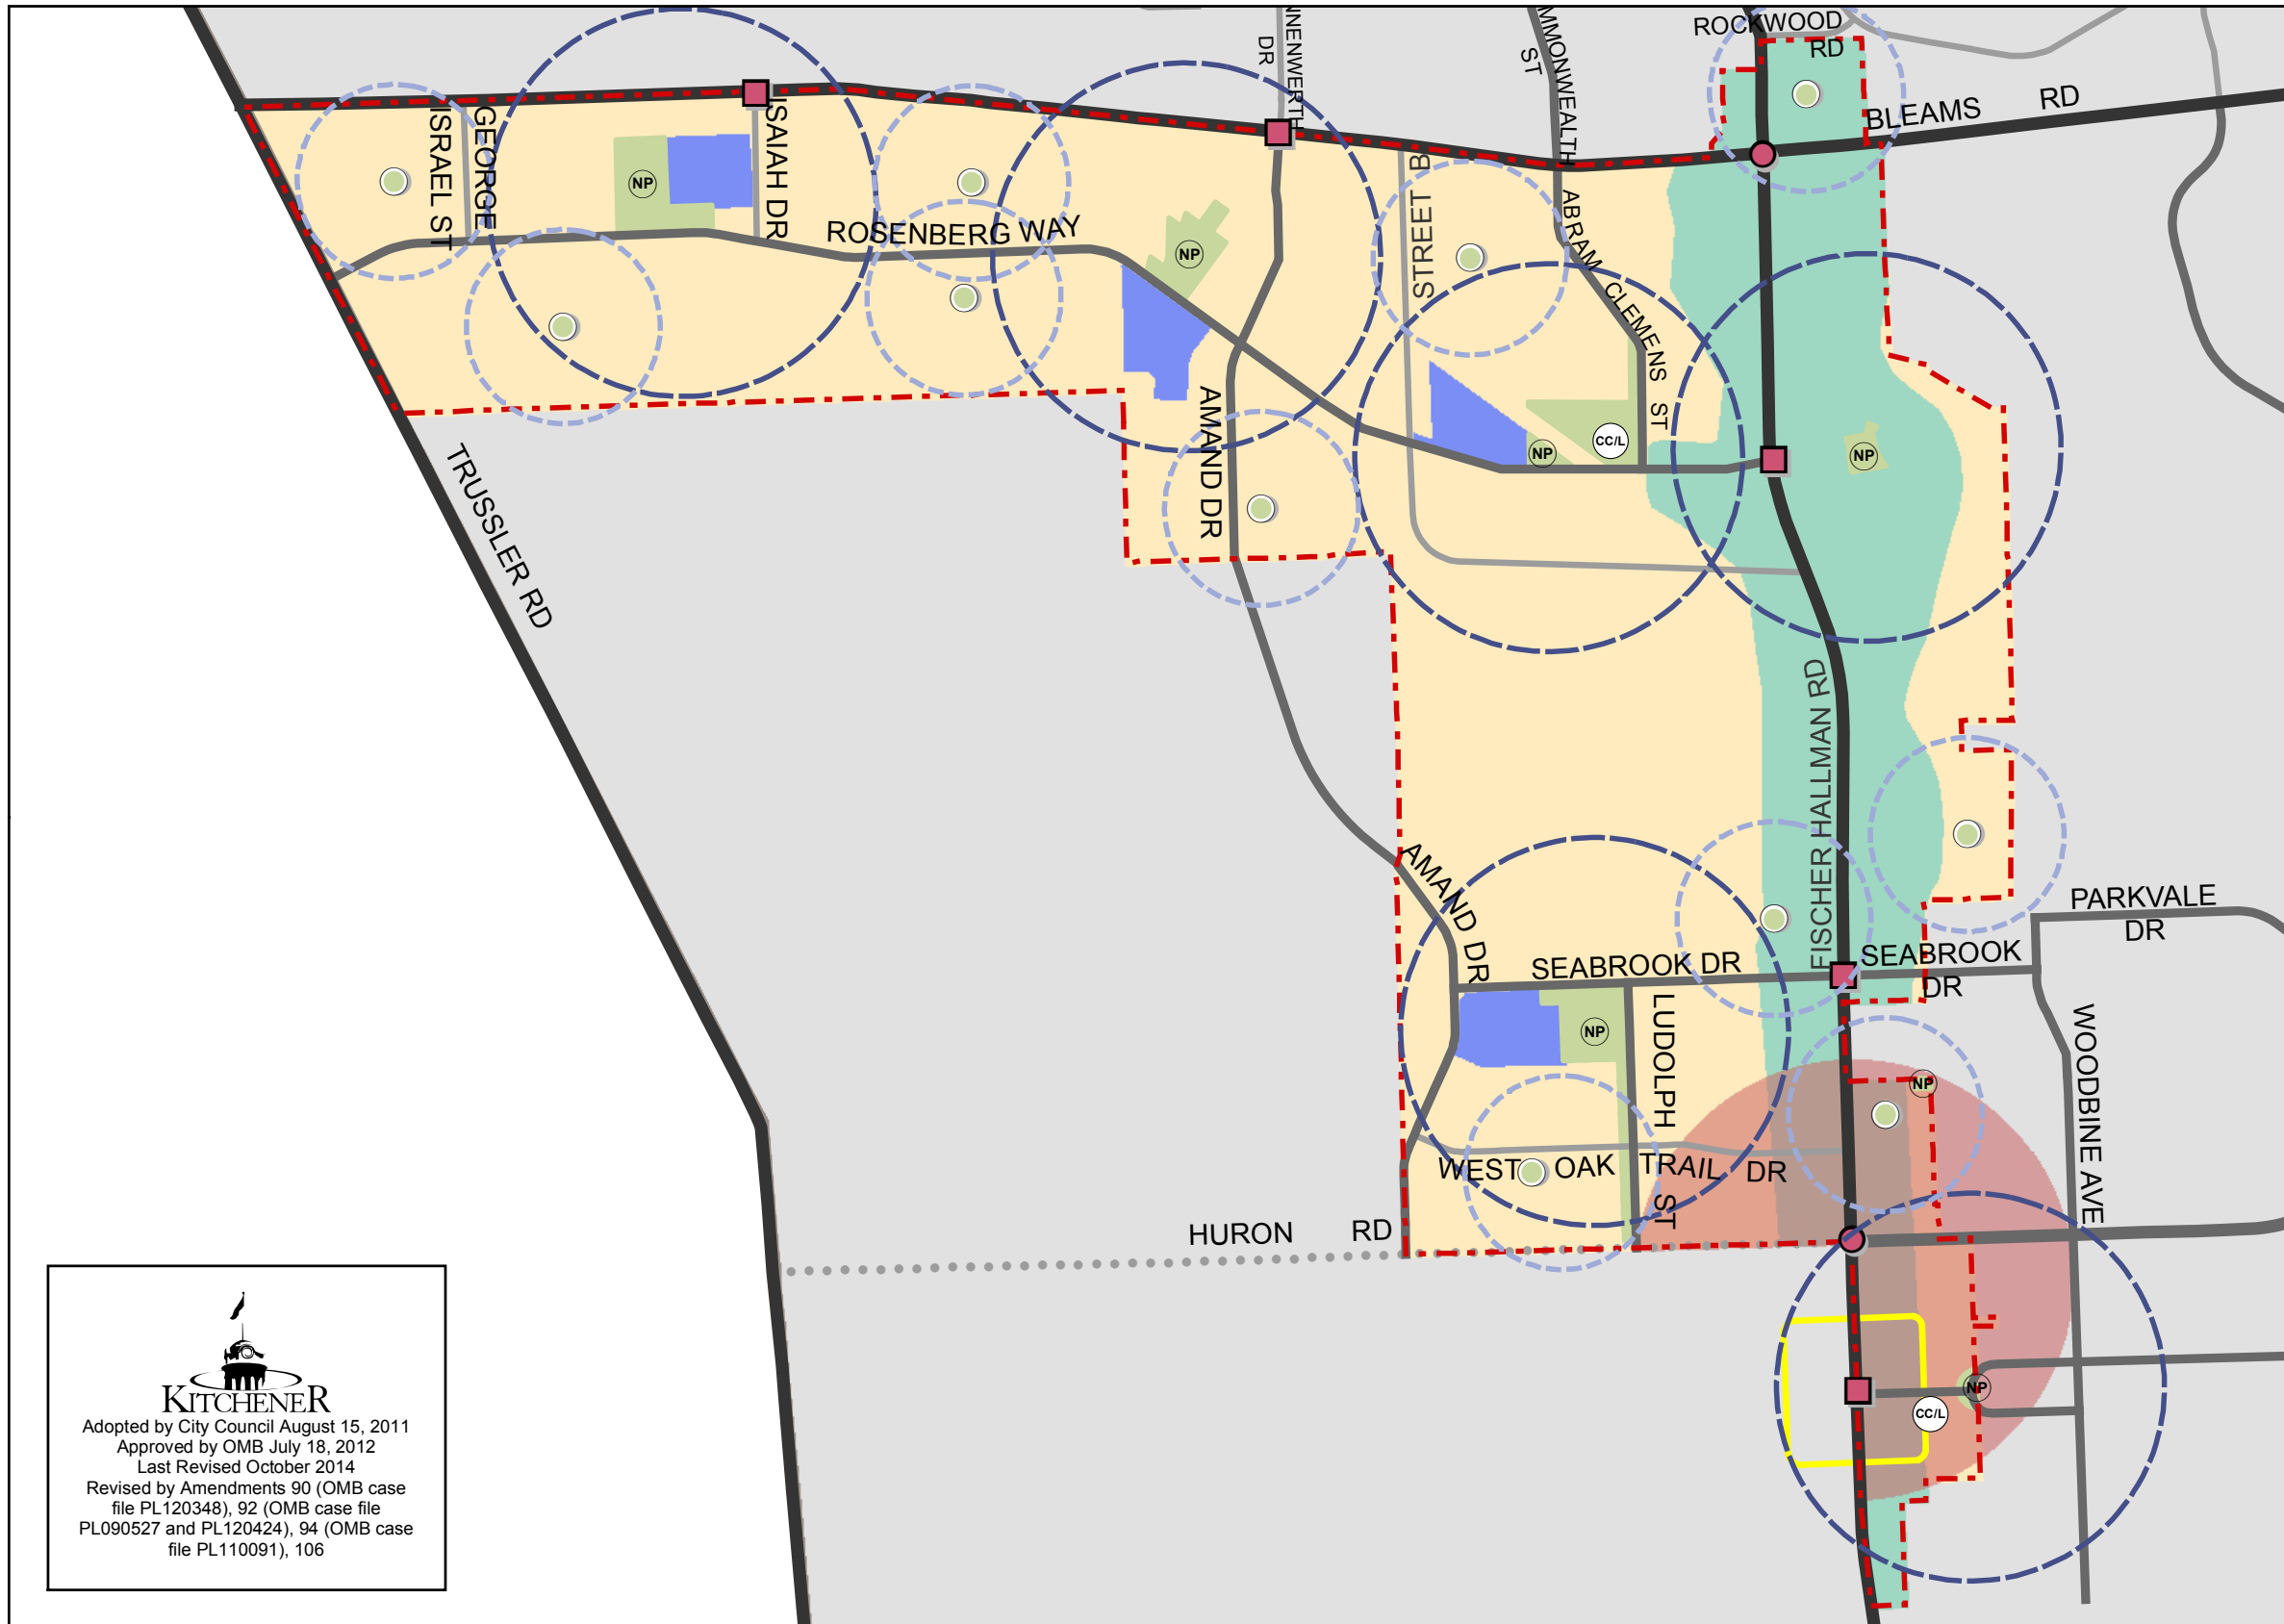 ROCKWOOD
RD
NNENWERTH
DR
MMONWEALTH
ST
BLEAMS RD
ISRAEL ST
GEORGE
ISAIAH DR
NP
ROSENBERG WAY
NP
STREET B
ABRAM CLEMENS ST
AMAND DR
NP
CC/L
NP
TRUSSLER RD
FISCHER HALLMAN RD
AMAND DR
PARKVALE
DR
SEABROOK DR
SEABROOK
DR
NP
LUDOLPH ST
NP
WOODBINE AVE
WEST OAK TRAIL DR
HURON RD
NP
CC/L
KITCHENER
Adopted by City Council August 15, 2011
Approved by OMB July 18, 2012
Last Revised October 2014
Revised by Amendments 90 (OMB case
file PL120348), 92 (OMB case file
PL090527 and PL120424), 94 (OMB case
file PL110091), 106